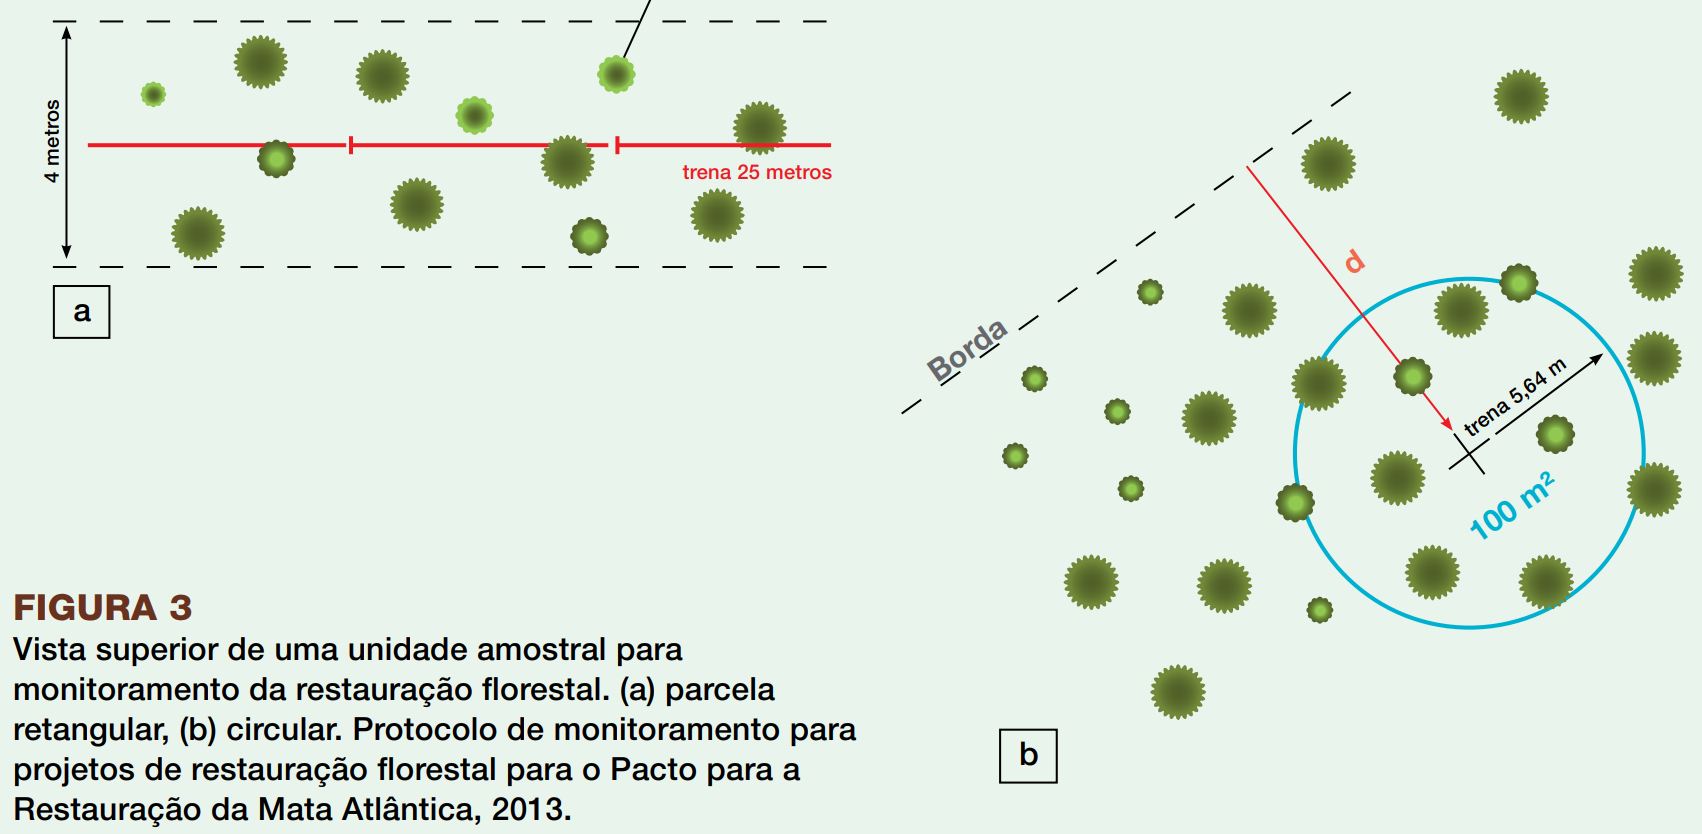 4 metros
trena 25 metros
a
Borda
d
trena 5,64 m
100 m²
b
FIGURA 3
Vista superior de uma unidade amostral para
monitoramento da restauração florestal. (a) parcela
retangular, (b) circular. Protocolo de monitoramento para
projetos de restauração florestal para o Pacto para a
Restauração da Mata Atlântica, 2013.